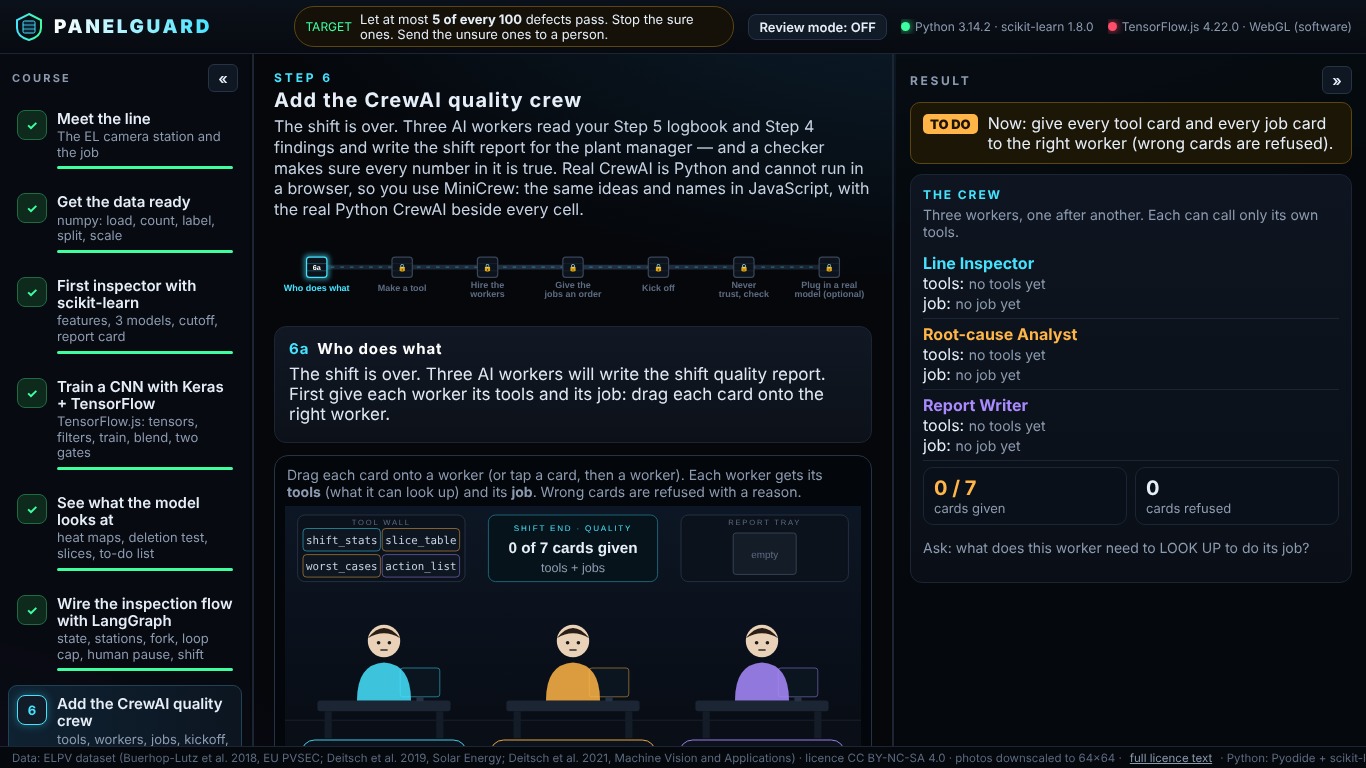 PANELGUARD
TARGET
Let at most 5 of every 100 defects pass. Stop the sure
ones. Send the unsure ones to a person.
Review mode: OFF
Python 3.14.2 · scikit-learn 1.8.0
TensorFlow.js 4.22.0 · WebGL (software)
COURSE
«
Meet the line
The EL camera station and
the job
Get the data ready
numpy: load, count, label,
split, scale
First inspector with
scikit-learn
features, 3 models, cutoff,
report card
Train a CNN with Keras
+ TensorFlow
TensorFlow.js: tensors,
filters, train, blend, two
gates
See what the model
looks at
heat maps, deletion test,
slices, to-do list
Wire the inspection flow
with LangGraph
state, stations, fork, loop
cap, human pause, shift
6
Add the CrewAI quality
crew
tools, workers, jobs, kickoff,
STEP 6
Add the CrewAI quality crew
The shift is over. Three AI workers read your Step 5 logbook and Step 4
findings and write the shift report for the plant manager — and a checker
makes sure every number in it is true. Real CrewAI is Python and cannot run in
a browser, so you use MiniCrew: the same ideas and names in JavaScript, with
the real Python CrewAI beside every cell.
6a
Who does what
Make a tool
Hire the
workers
Give the
jobs an order
Kick off
Never
trust, check
Plug in a real
model (optional)
6a Who does what
The shift is over. Three AI workers will write the shift quality report.
First give each worker its tools and its job: drag each card onto the
right worker.
Drag each card onto a worker (or tap a card, then a worker). Each worker gets its
tools (what it can look up) and its job. Wrong cards are refused with a reason.
TOOL WALL
shift_stats
slice_table
worst_cases
action_list
SHIFT END · QUALITY
0 of 7 cards given
tools + jobs
REPORT TRAY
empty
RESULT
»
TO DO
Now: give every tool card and every job card
to the right worker (wrong cards are refused).
THE CREW
Three workers, one after another. Each can call only its own
tools.
Line Inspector
tools: no tools yet
job: no job yet
Root-cause Analyst
tools: no tools yet
job: no job yet
Report Writer
tools: no tools yet
job: no job yet
0 / 7
cards given
0
cards refused
Ask: what does this worker need to LOOK UP to do its job?
Data: ELPV dataset (Buerhop-Lutz et al. 2018, EU PVSEC; Deitsch et al. 2019, Solar Energy; Deitsch et al. 2021, Machine Vision and Applications) · licence CC BY-NC-SA 4.0 · photos downscaled to 64×64 · full licence text · Python: Pyodide + scikit-l